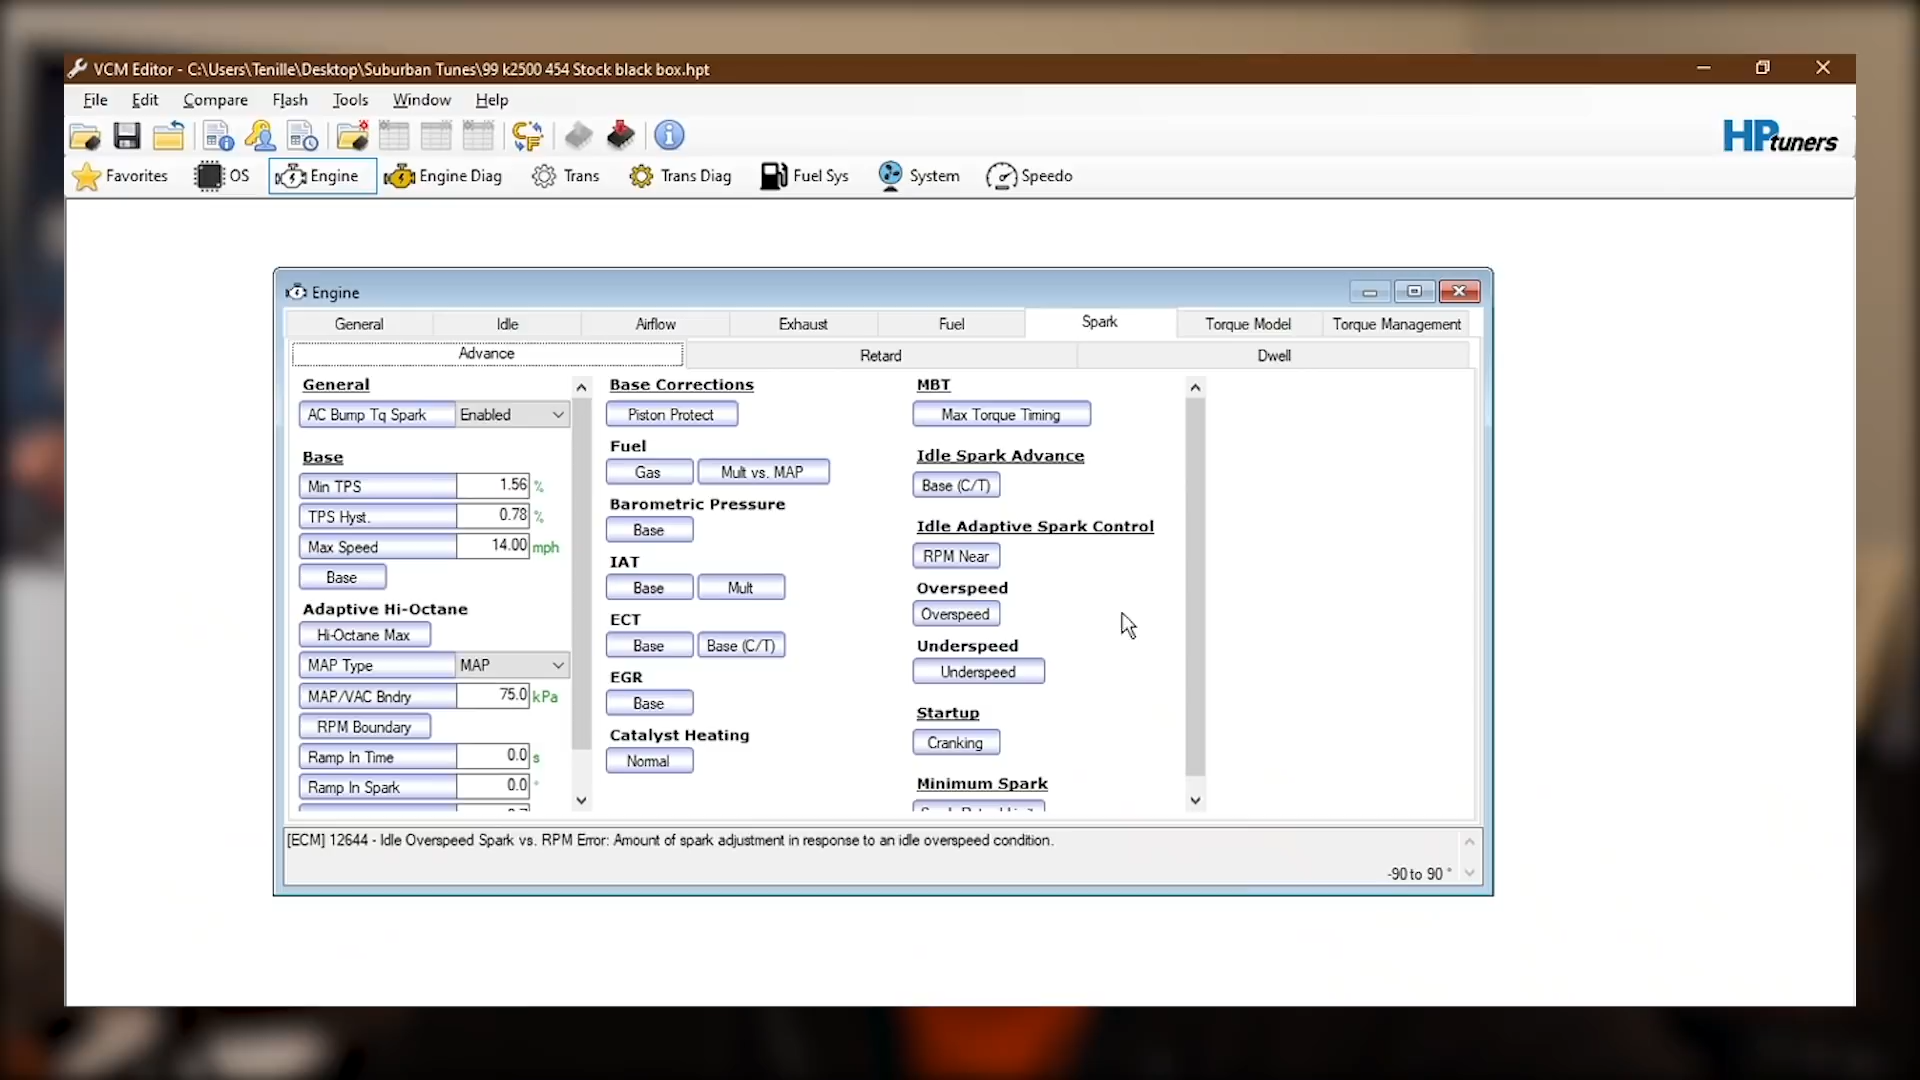 VCM Editor - C:\Users\Tenille\Desktop\Suburban Tunes\99 k2500 454 Stock black box.hpt
File Edit Compare Flash Tools Window Help
HPtuners
Favorites OS Engine Engine Diag Trans Trans Diag Fuel Sys System Speedo
Engine
General Idle Airflow Exhaust Fuel Spark Torque Model Torque Management
Advance Retard Dwell
General
AC Bump Tq Spark Enabled
Base
Min TPS 1.56 %
TPS Hyst. 0.78 %
Max Speed 14.00 mph
Base
Adaptive Hi-Octane
Hi-Octane Max
MAP Type MAP
MAP/VAC Bndry 75.0 kPa
RPM Boundary
Ramp In Time 0.0 s
Ramp In Spark 0.0 °
Base Corrections
Piston Protect
Fuel
Gas Mult vs. MAP
Barometric Pressure
Base
IAT
Base Mult
ECT
Base Base (C/T)
EGR
Base
Catalyst Heating
Normal
MBT
Max Torque Timing
Idle Spark Advance
Base (C/T)
Idle Adaptive Spark Control
RPM Near
Overspeed
Overspeed
Underspeed
Underspeed
Startup
Cranking
Minimum Spark
[ECM] 12644 - Idle Overspeed Spark vs. RPM Error: Amount of spark adjustment in response to an idle overspeed condition.
-90 to 90 °